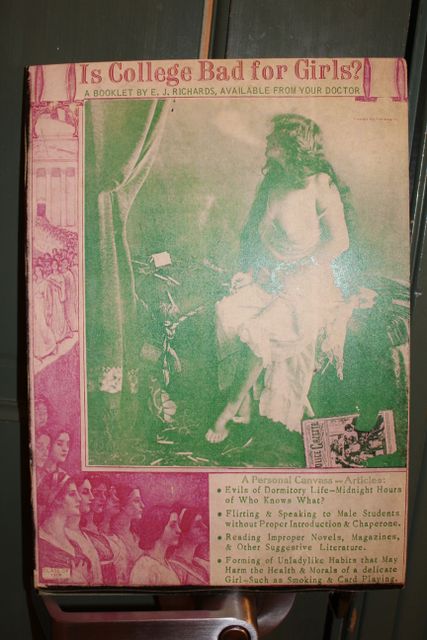 Is College Bad for Girls?
A BOOKLET BY E. J. RICHARDS, AVAILABLE FROM YOUR DOCTOR
POLICE GAZETTE
A Personal Canvass — Articles:
• Evils of Dormitory Life—Midnight Hours
of Who Knows What?
• Flirting & Speaking to Male Students
without Proper Introduction & Chaperone.
• Reading Improper Novels, Magazines,
& Other Suggestive Literature.
• Forming of Unladylike Habits that May
Harm the Health & Morals of a delicate
Girl—Such as Smoking & Card Playing.